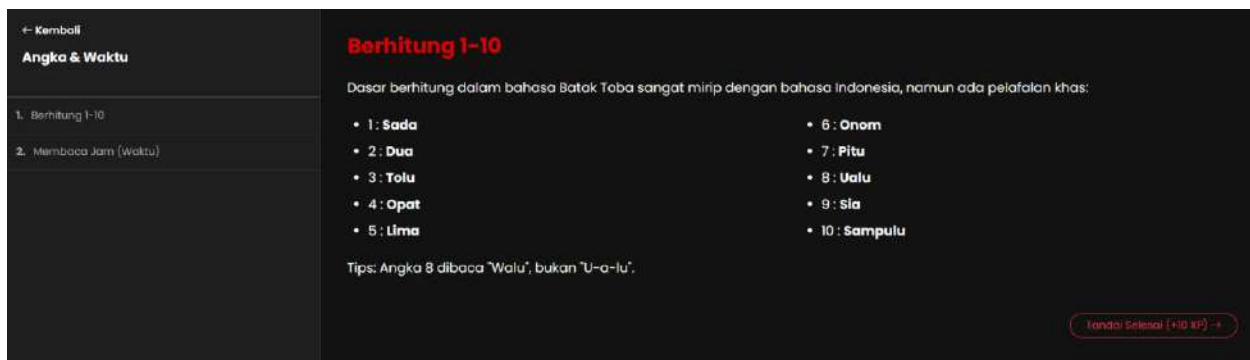 ← Kembali
Angka & Waktu
1. Berhitung 1-10
2. Membaca Jam (Waktu)
Berhitung 1-10
Dasar berhitung dalam bahasa Batak Toba sangat mirip dengan bahasa Indonesia, namun ada pelafalan khas:
• 1 : Sada
• 2 : Dua
• 3 : Tolu
• 4 : Opat
• 5 : Lima
• 6 : Onom
• 7 : Pitu
• 8 : Ualu
• 9 : Sia
• 10 : Sampulu
Tips: Angka 8 dibaca "Walu", bukan "U-a-lu".
Tandai Selesai (+10 XP) →